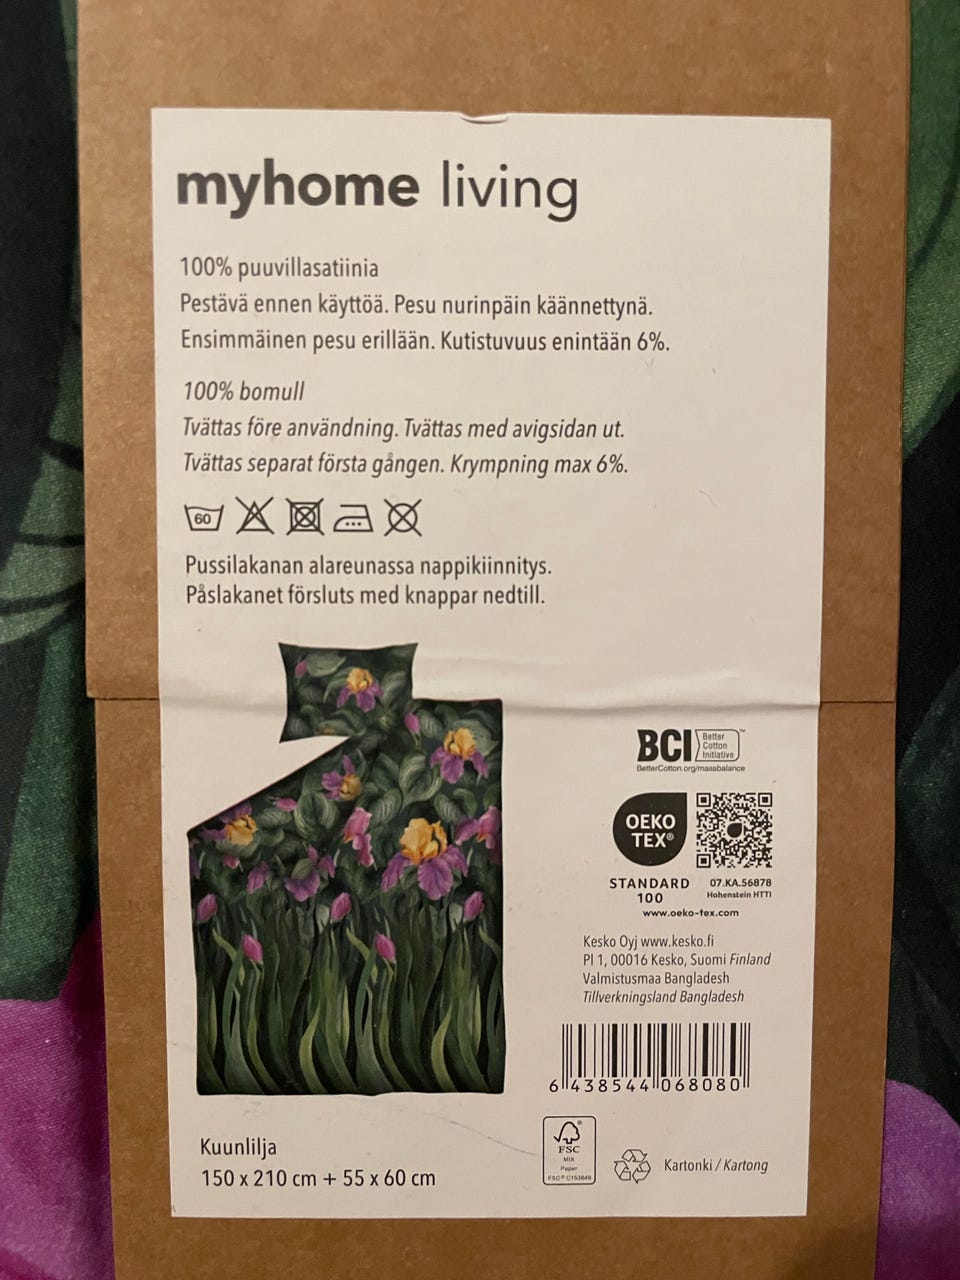 myhome living
100% puuvillasatiinia
Pestävä ennen käyttöä. Pesu nurinpäin käännettynä.
Ensimmäinen pesu erillään. Kutistuvuus enintään 6%.
100% bomull
Tvättas före användning. Tvättas med avigsidan ut.
Tvättas separat första gången. Krympning max 6%.
60
Pussilakanan alareunassa nappikiinnitys.
Påslakanet försluts med knappar nedtill.
BCI Better Cotton Initiative™
BetterCotton.org/massbalance
OEKO
TEX®
STANDARD
100
07.KA.56878
Hohenstein HTTI
www.oeko-tex.com
Kesko Oyj www.kesko.fi
Pl 1, 00016 Kesko, Suomi Finland
Valmistusmaa Bangladesh
Tillverkningsland Bangladesh
6 438544 068080
Kuunlilja
150 x 210 cm + 55 x 60 cm
FSC
MIX
Paper
FSC® C153849
Kartonki / Kartong